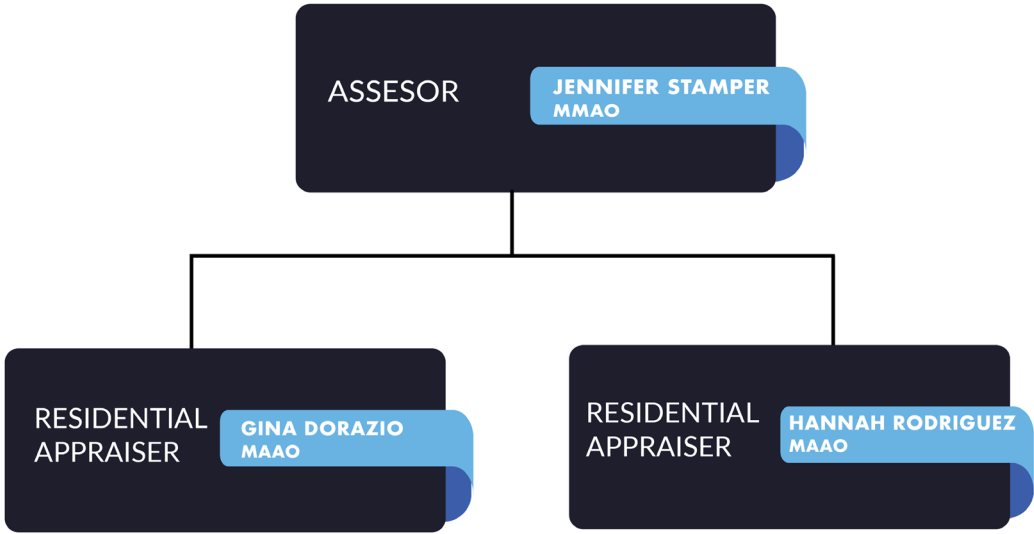 ASSESOR
JENNIFER STAMPER
MMAO
RESIDENTIAL
APPRAISER
GINA DORAZIO
MAAO
RESIDENTIAL
APPRAISER
HANNAH RODRIGUEZ
MAAO